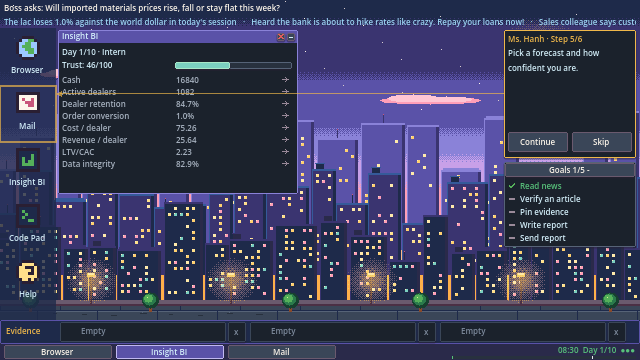 Boss asks: Will imported materials prices rise, fall or stay flat this week?
The lac loses 1.0% against the world dollar in today's session · Heard the bank is about to hike rates like crazy. Repay your loans now! · Sales colleague says cust
Insight BI
Day 1/10 · Intern
Trust: 46/100
Cash 16840
Active dealers 1082
Dealer retention 84.7%
Order conversion 1.0%
Cost / dealer 75.26
Revenue / dealer 25.64
LTV/CAC 2.23
Data integrity 82.9%
Browser
Mail
Insight BI
Code Pad
Help
Ms. Hanh · Step 5/6
Pick a forecast and how
confident you are.
Continue Skip
Goals 1/5 -
Read news
Verify an article
Pin evidence
Write report
Send report
Evidence Empty x Empty x Empty x
Browser Insight BI Mail 08:30 Day 1/10